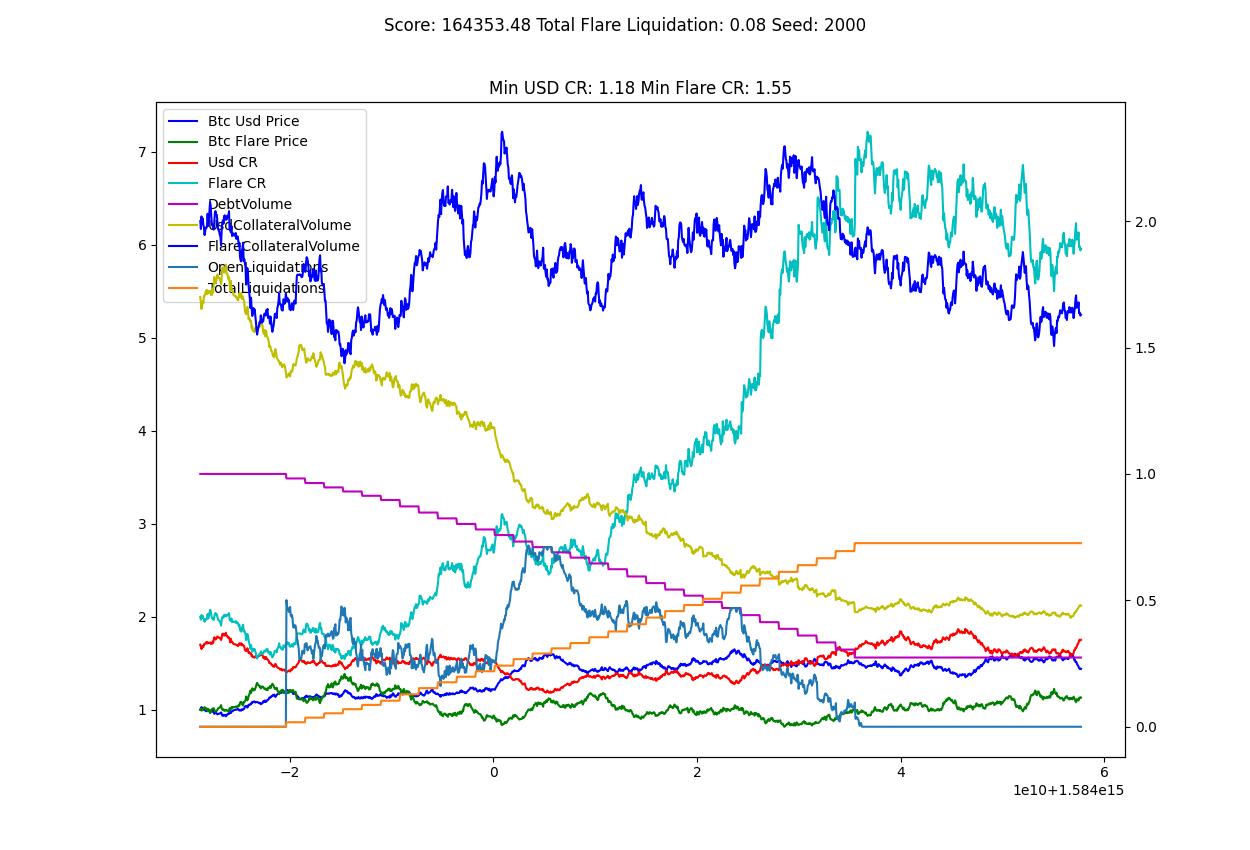 Score: 164353.48 Total Flare Liquidation: 0.08 Seed: 2000
Min USD CR: 1.18 Min Flare CR: 1.55
Btc Usd Price
Btc Flare Price
Usd CR
Flare CR
DebtVolume
UsdCollateralVolume
FlareCollateralVolume
OpenLiquidations
TotalLiquidations
7
6
5
4
3
2
1
2.0
1.5
1.0
0.5
0.0
−2 0 2 4 6
1e10+1.584e15